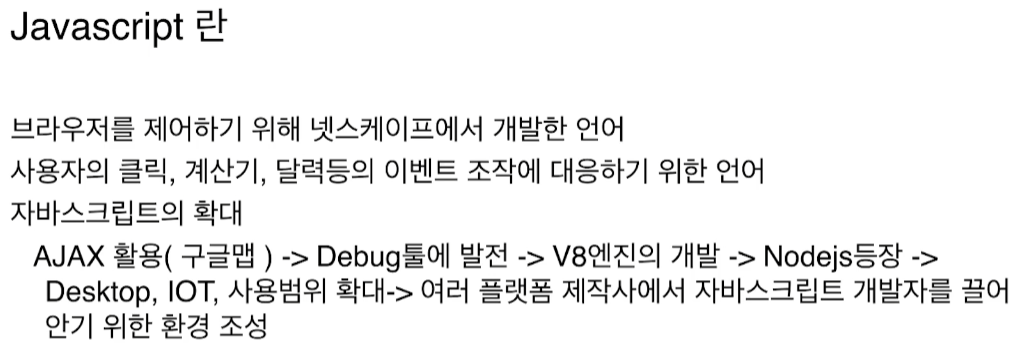 Javascript 란
브라우저를 제어하기 위해 넷스케이프에서 개발한 언어
사용자의 클릭, 계산기, 달력등의 이벤트 조작에 대응하기 위한 언어
자바스크립트의 확대
AJAX 활용( 구글맵 ) -> Debug툴에 발전 -> V8엔진의 개발 -> Nodejs등장 ->
Desktop, IOT, 사용범위 확대-> 여러 플랫폼 제작사에서 자바스크립트 개발자를 끌어
안기 위한 환경 조성